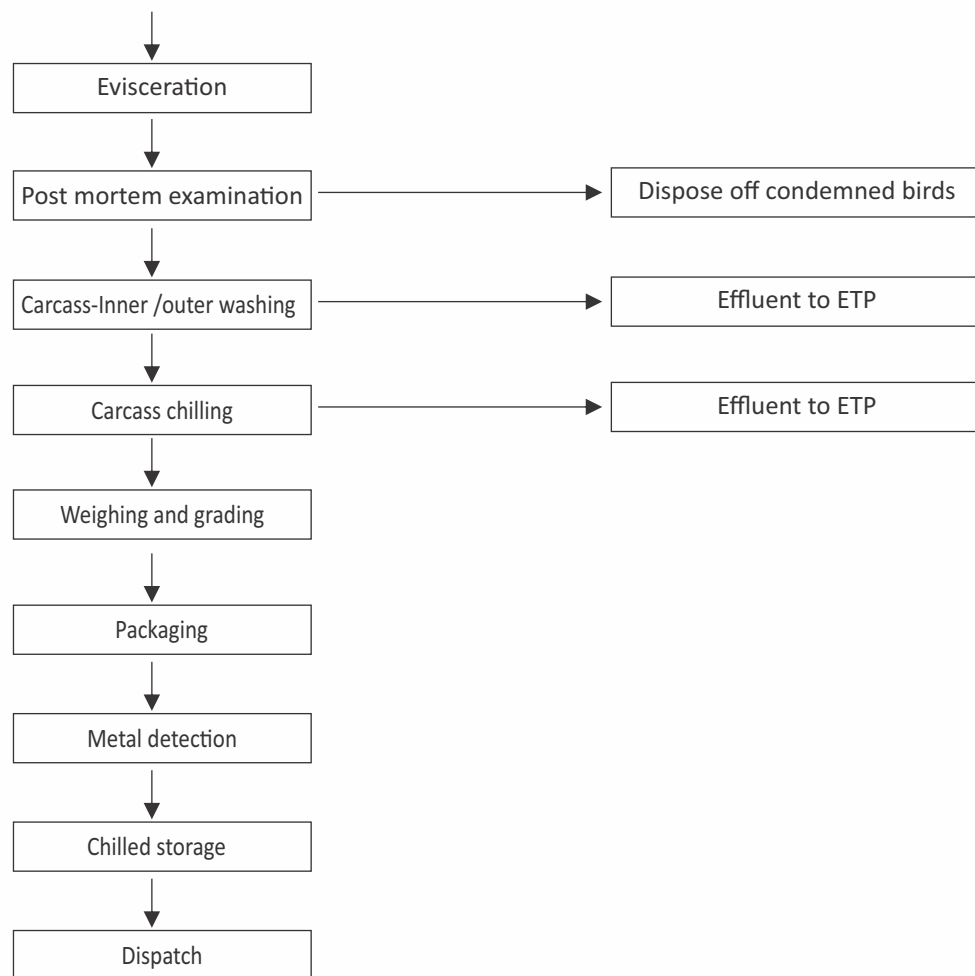 Evisceration
Post mortem examination
Dispose off condemned birds
Carcass-Inner /outer washing
Effluent to ETP
Carcass chilling
Effluent to ETP
Weighing and grading
Packaging
Metal detection
Chilled storage
Dispatch